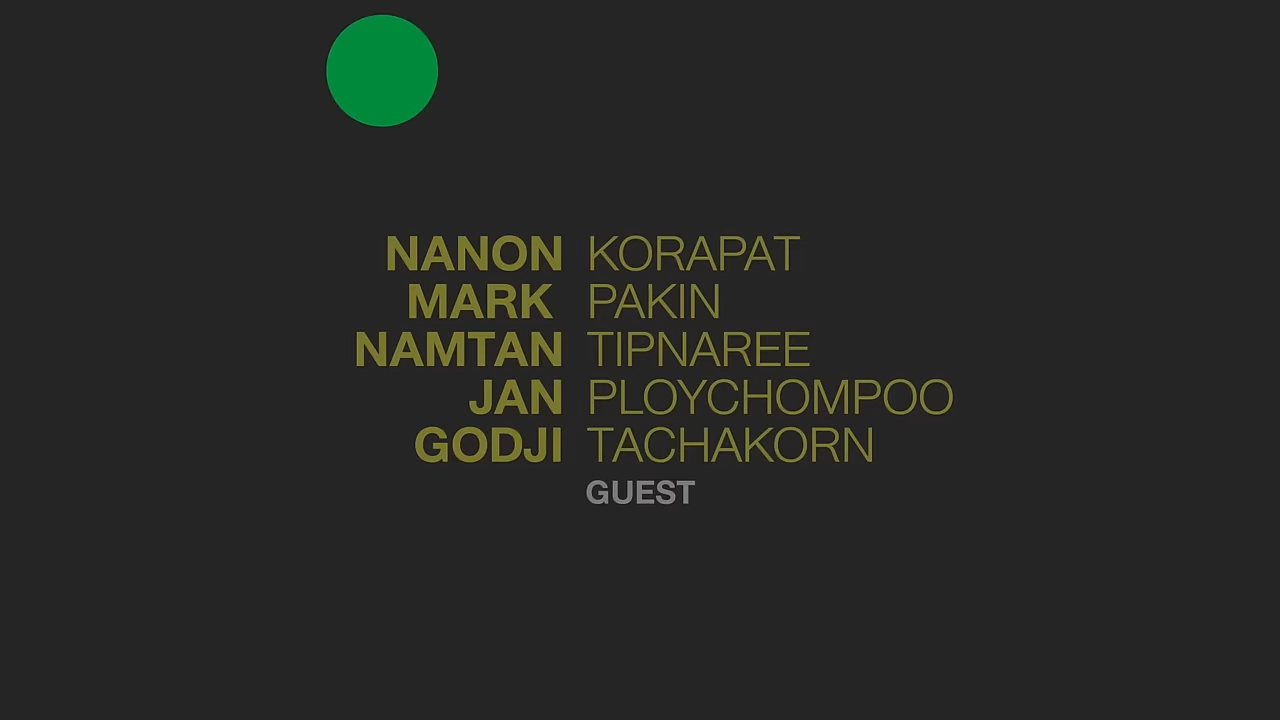 NANON KORAPAT
MARK PAKIN
NAMTAN TIPNAREE
JAN PLOYCHOMPOO
GODJI TACHAKORN
GUEST